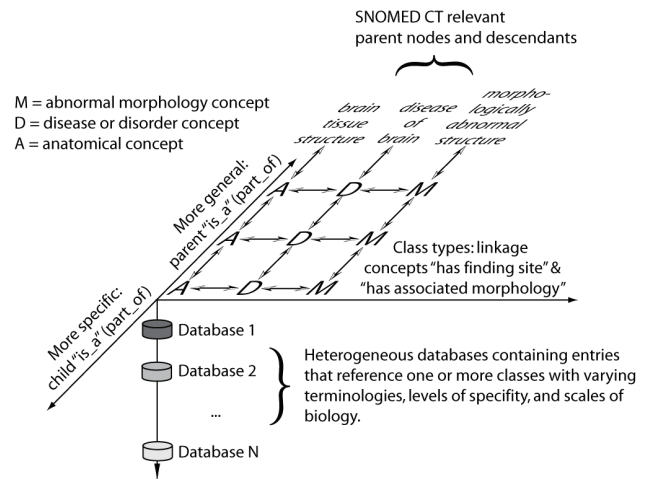 SNOMED CT relevant
parent nodes and descendants
M = abnormal morphology concept
D = disease or disorder concept
A = anatomical concept
brain
tissue
structure
disease
of
brain
morpho-
logically
abnormal
structure
More general:
parent "is_a" (part_of)
A D M
A D M
A D M
Class types: linkage
concepts "has finding site" &
"has associated morphology"
More specific:
child "is_a" (part_of)
Database 1
Database 2
...
Database N
Heterogeneous databases containing entries
that reference one or more classes with varying
terminologies, levels of specifity, and scales of
biology.